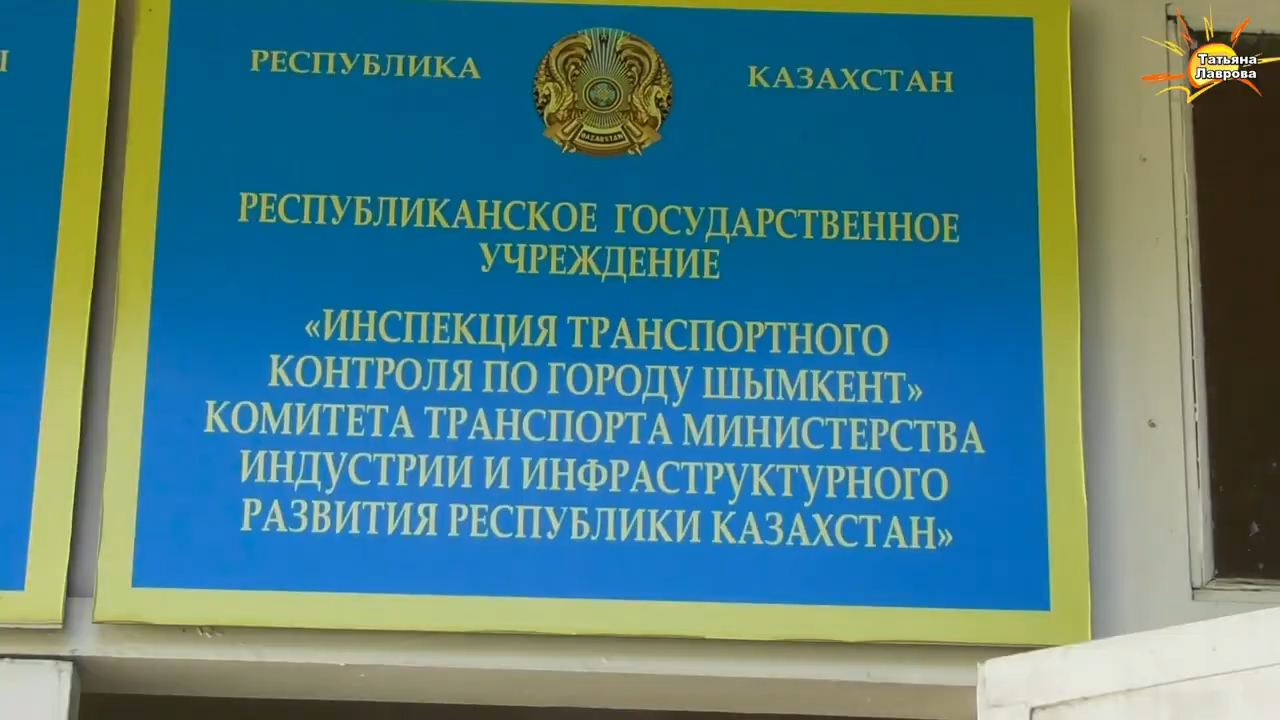 РЕСПУБЛИКА
КАЗАХСТАН
QAZAQSTAN
РЕСПУБЛИКАНСКОЕ ГОСУДАРСТВЕННОЕ
УЧРЕЖДЕНИЕ
«ИНСПЕКЦИЯ ТРАНСПОРТНОГО
КОНТРОЛЯ ПО ГОРОДУ ШЫМКЕНТ»
КОМИТЕТА ТРАНСПОРТА МИНИСТЕРСТВА
ИНДУСТРИИ И ИНФРАСТРУКТУРНОГО
РАЗВИТИЯ РЕСПУБЛИКИ КАЗАХСТАН»
Татьяна
Лаврова